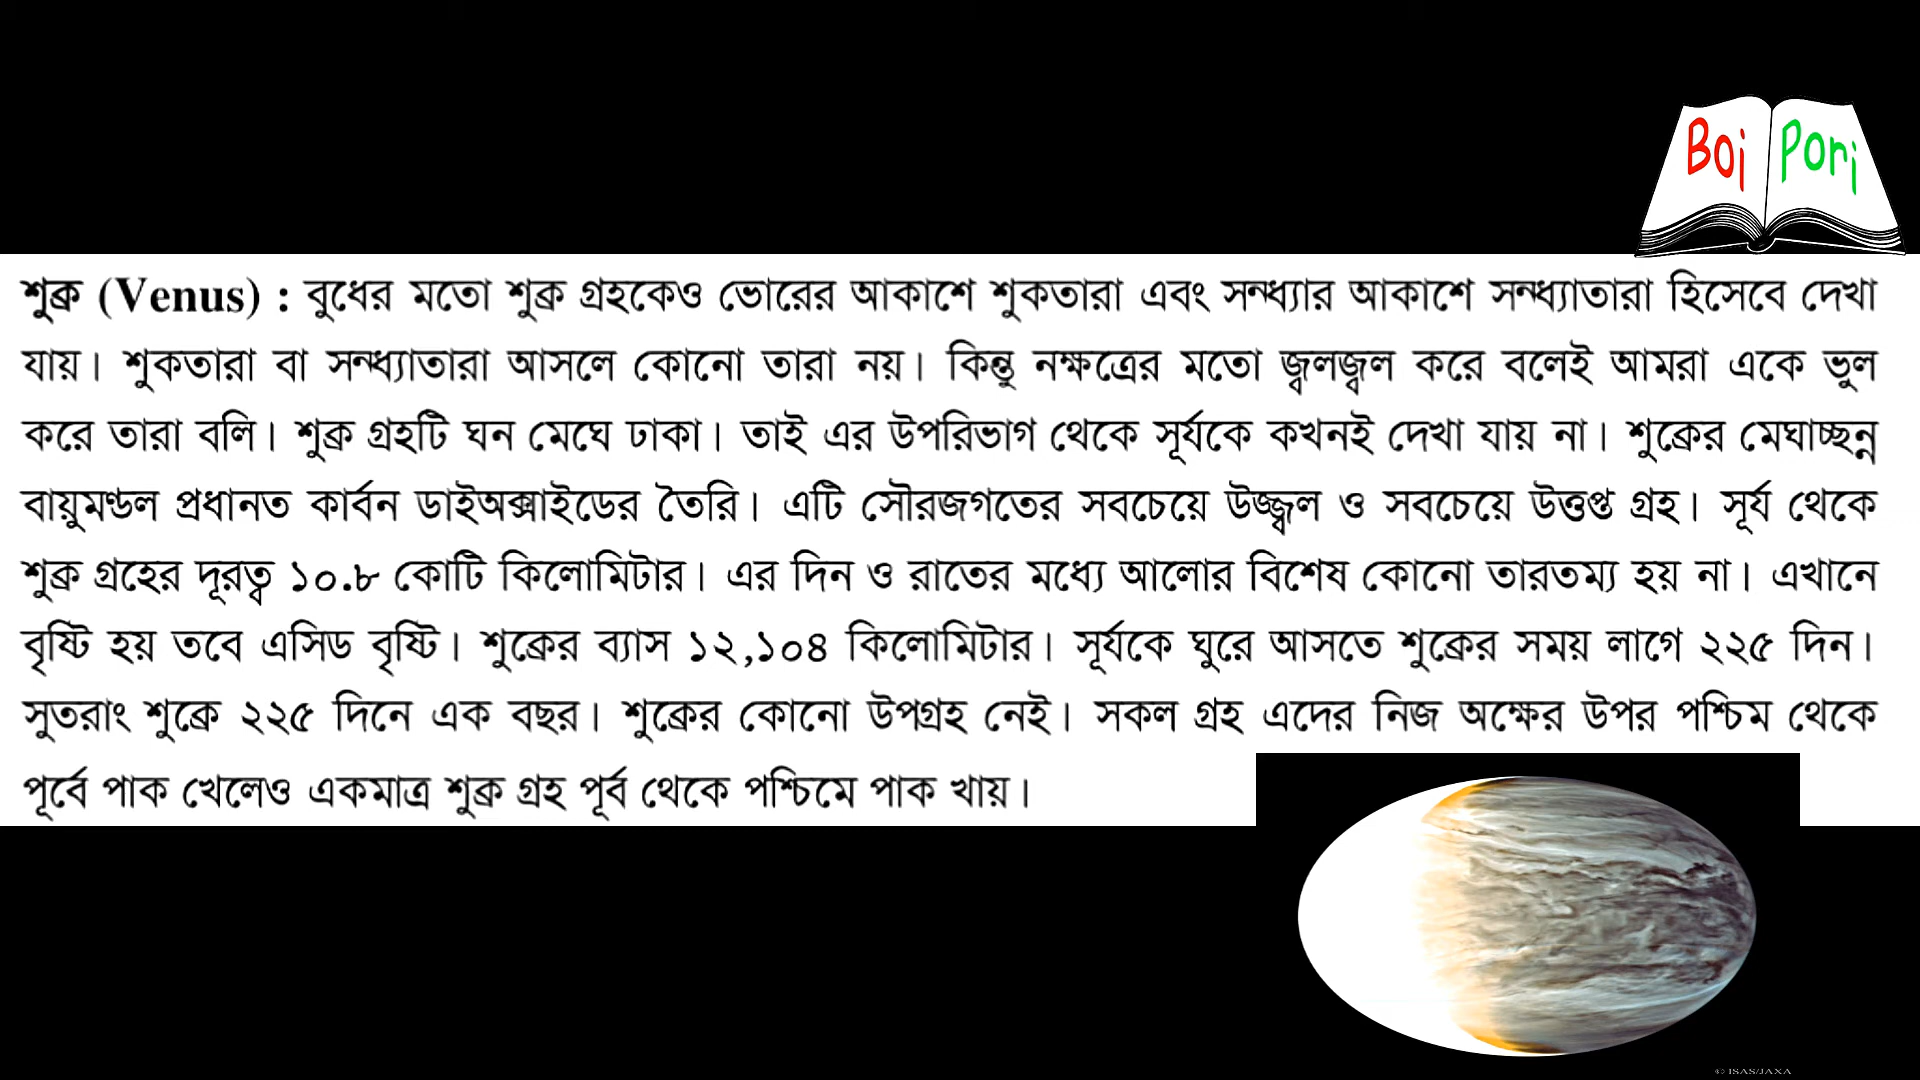 Boi Pori
শুক্র (Venus) : বুধের মতো শুক্র গ্রহকেও ভোরের আকাশে শুকতারা এবং সন্ধ্যার আকাশে সন্ধ্যাতারা হিসেবে দেখা
যায়। শুকতারা বা সন্ধ্যাতারা আসলে কোনো তারা নয়। কিন্তু নক্ষত্রের মতো জ্বলজ্বল করে বলেই আমরা একে ভুল
করে তারা বলি। শুক্র গ্রহটি ঘন মেঘে ঢাকা। তাই এর উপরিভাগ থেকে সূর্যকে কখনই দেখা যায় না। শুক্রের মেঘাচ্ছন্ন
বায়ুমণ্ডল প্রধানত কার্বন ডাইঅক্সাইডের তৈরি। এটি সৌরজগতের সবচেয়ে উজ্জ্বল ও সবচেয়ে উত্তপ্ত গ্রহ। সূর্য থেকে
শুক্র গ্রহের দূরত্ব ১০.৮ কোটি কিলোমিটার। এর দিন ও রাতের মধ্যে আলোর বিশেষ কোনো তারতম্য হয় না। এখানে
বৃষ্টি হয় তবে এসিড বৃষ্টি। শুক্রের ব্যাস ১২,১০৪ কিলোমিটার। সূর্যকে ঘুরে আসতে শুক্রের সময় লাগে ২২৫ দিন।
সুতরাং শুক্রে ২২৫ দিনে এক বছর। শুক্রের কোনো উপগ্রহ নেই। সকল গ্রহ এদের নিজ অক্ষের উপর পশ্চিম থেকে
পূর্বে পাক খেলেও একমাত্র শুক্র গ্রহ পূর্ব থেকে পশ্চিমে পাক খায়।
© ISAS/JAXA